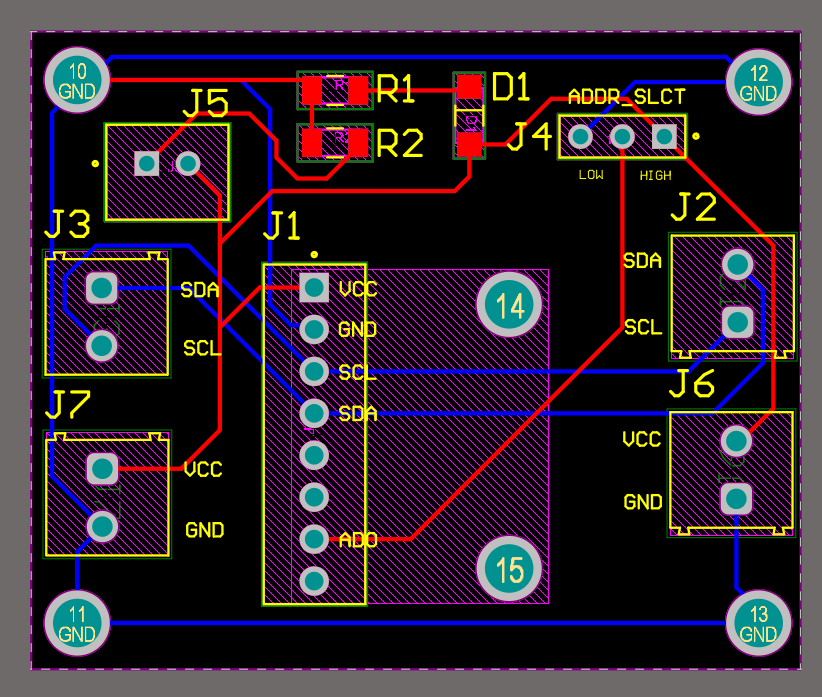 10
GND
12
GND
J5
R1
D1
ADDR_SLCT
R2
J4
LOW
HIGH
J3
J1
J2
SDA
VCC
14
SDA
GND
SCL
SCL
SCL
J7
SDA
J6
VCC
VCC
GND
GND
ADO
15
11
GND
13
GND